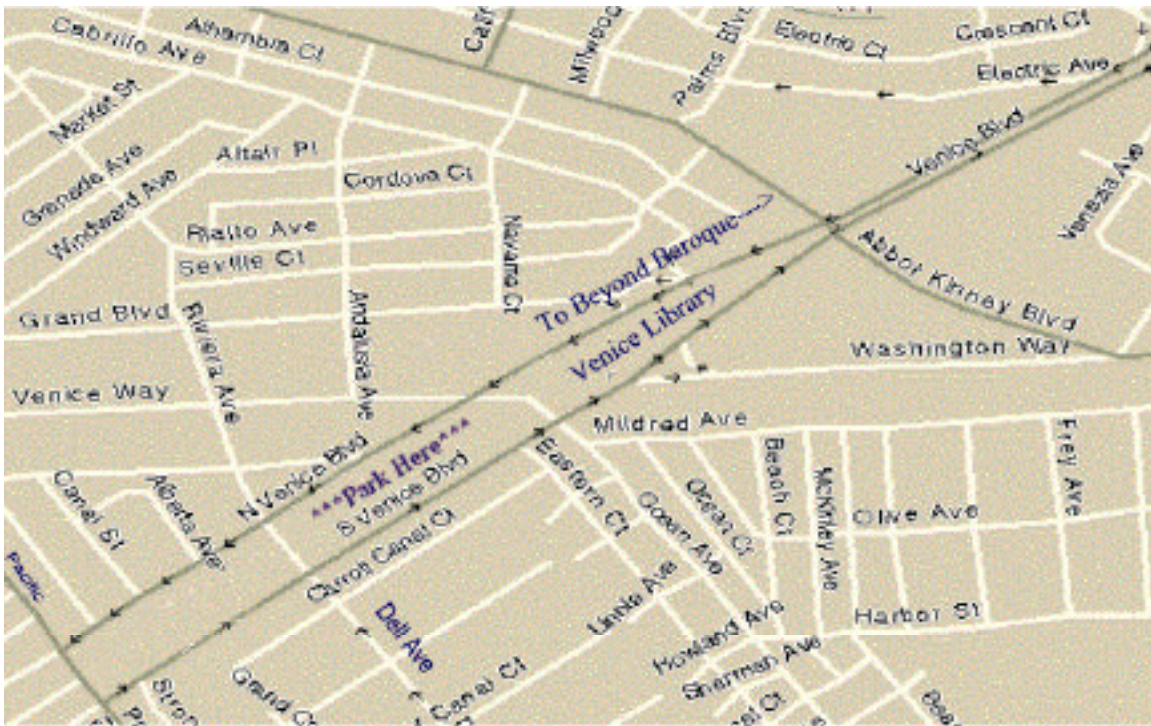 Alhambra Ct
Cabrillo Ave
Milwood
Palms Blvd
Electric Ct
Crescent Ct
Electric Ave
Market St
Venice Blvd
Altair Pl
Grenada Ave
Cordova Ct
Windward Ave
Venezia Ave
Rialto Ave
Navarre Ct
To Beyond Baroque--->
Seville Ct
Abbot Kinney Blvd
Grand Blvd
Riviera Ave
Andalusia Ave
Venice Library
Washington Way
Venice Way
Mildred Ave
N Venice Blvd
^^^Park Here^^^
S Venice Blvd
Eastern Ct
Beach Ct
Frey Ave
Canal St
Alberta Ave
Ocean Ct
Ocean Ave
McKinley Ave
Olive Ave
Pacific
Carroll Canal Ct
Linnie Ave
Dell Ave
Harbor St
Howland Ave
Sherman Ave
Canal Ct
Grand